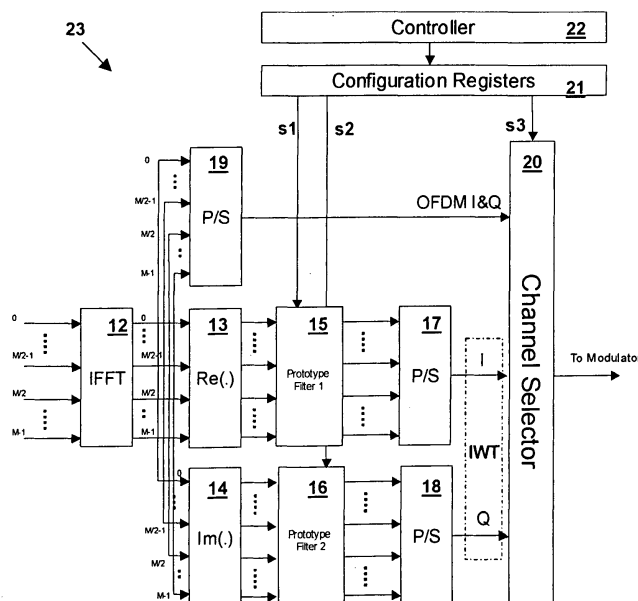 23
Controller 22
Configuration Registers 21
s1 s2 s3
0
19
20
M/2-1
P/S
OFDM I&Q
M/2
M-1
Channel Selector
0
12
0
13
15
17
M/2-1
IFFT
M/2-1
Re(.)
Prototype
Filter 1
P/S
I
To Modulator
M/2
M/2
M-1
M-1
IWT
0
14
16
18
M/2-1
Im(.)
Prototype
Filter 2
P/S
Q
M/2
M-1